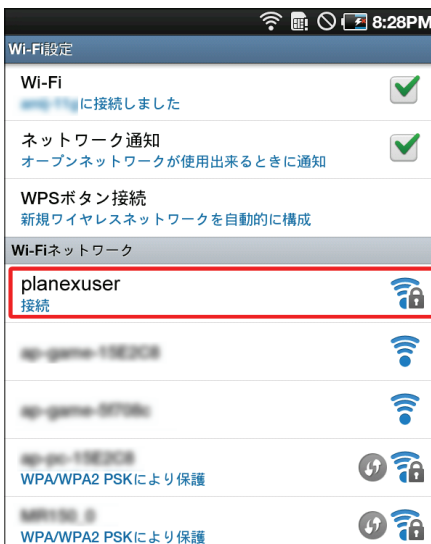 8:28PM
Wi-Fi設定
Wi-Fi
に接続しました
ネットワーク通知
オープンネットワークが使用出来るときに通知
WPSボタン接続
新規ワイヤレスネットワークを自動的に構成
Wi-Fiネットワーク
planexuser
接続
WPA/WPA2 PSKにより保護
WPA/WPA2 PSKにより保護